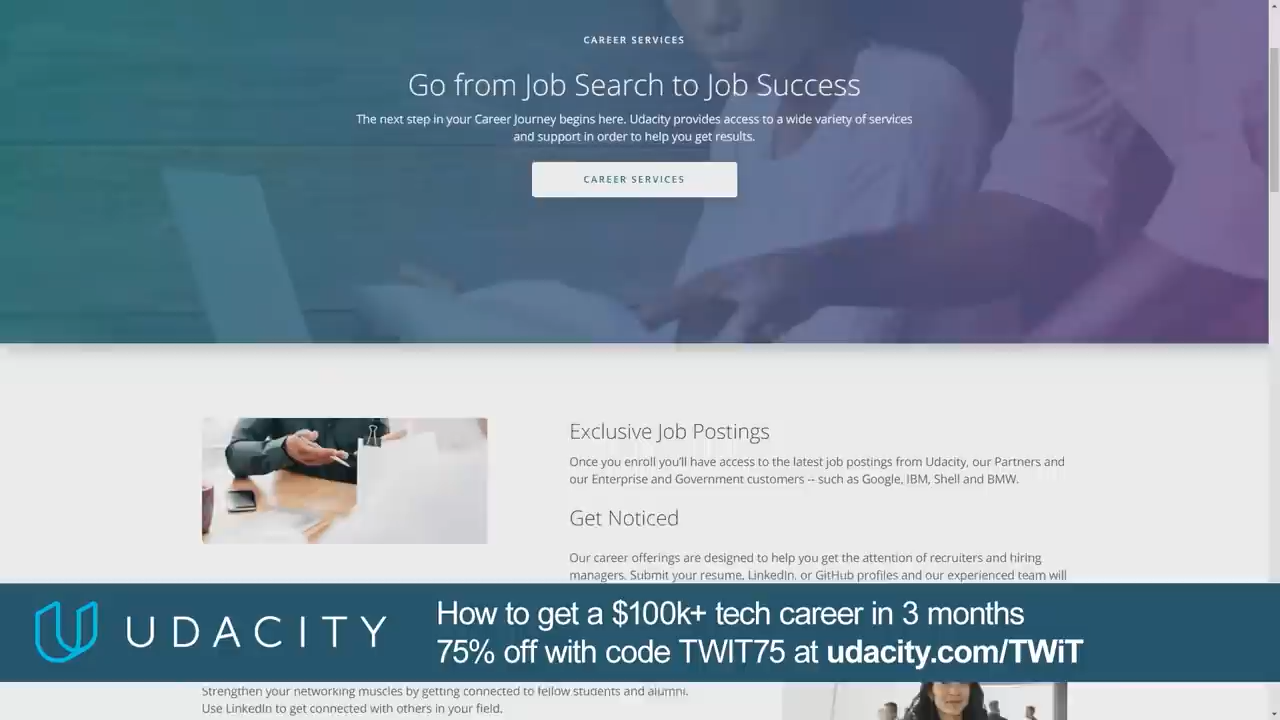 CAREER SERVICES
Go from Job Search to Job Success
The next step in your Career Journey begins here. Udacity provides access to a wide variety of services
and support in order to help you get results.
CAREER SERVICES
Exclusive Job Postings
Once you enroll you'll have access to the latest job postings from Udacity, our Partners and
our Enterprise and Government customers -- such as Google, IBM, Shell and BMW.
Get Noticed
Our career offerings are designed to help you get the attention of recruiters and hiring
managers. Submit your resume, LinkedIn, or GitHub profiles and our experienced team will
UDACITY
How to get a $100k+ tech career in 3 months
75% off with code TWIT75 at udacity.com/TWiT
Strengthen your networking muscles by getting connected to fellow students and alumni.
Use LinkedIn to get connected with others in your field.